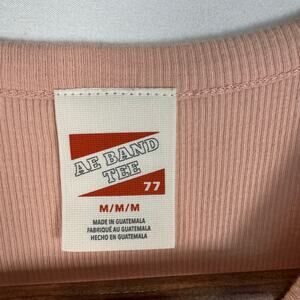 AE BAND
TEE
77
M/M/M
MADE IN GUATEMALA
FABRIQUÉ AU GUATEMALA
HECHO EN GUATEMALA